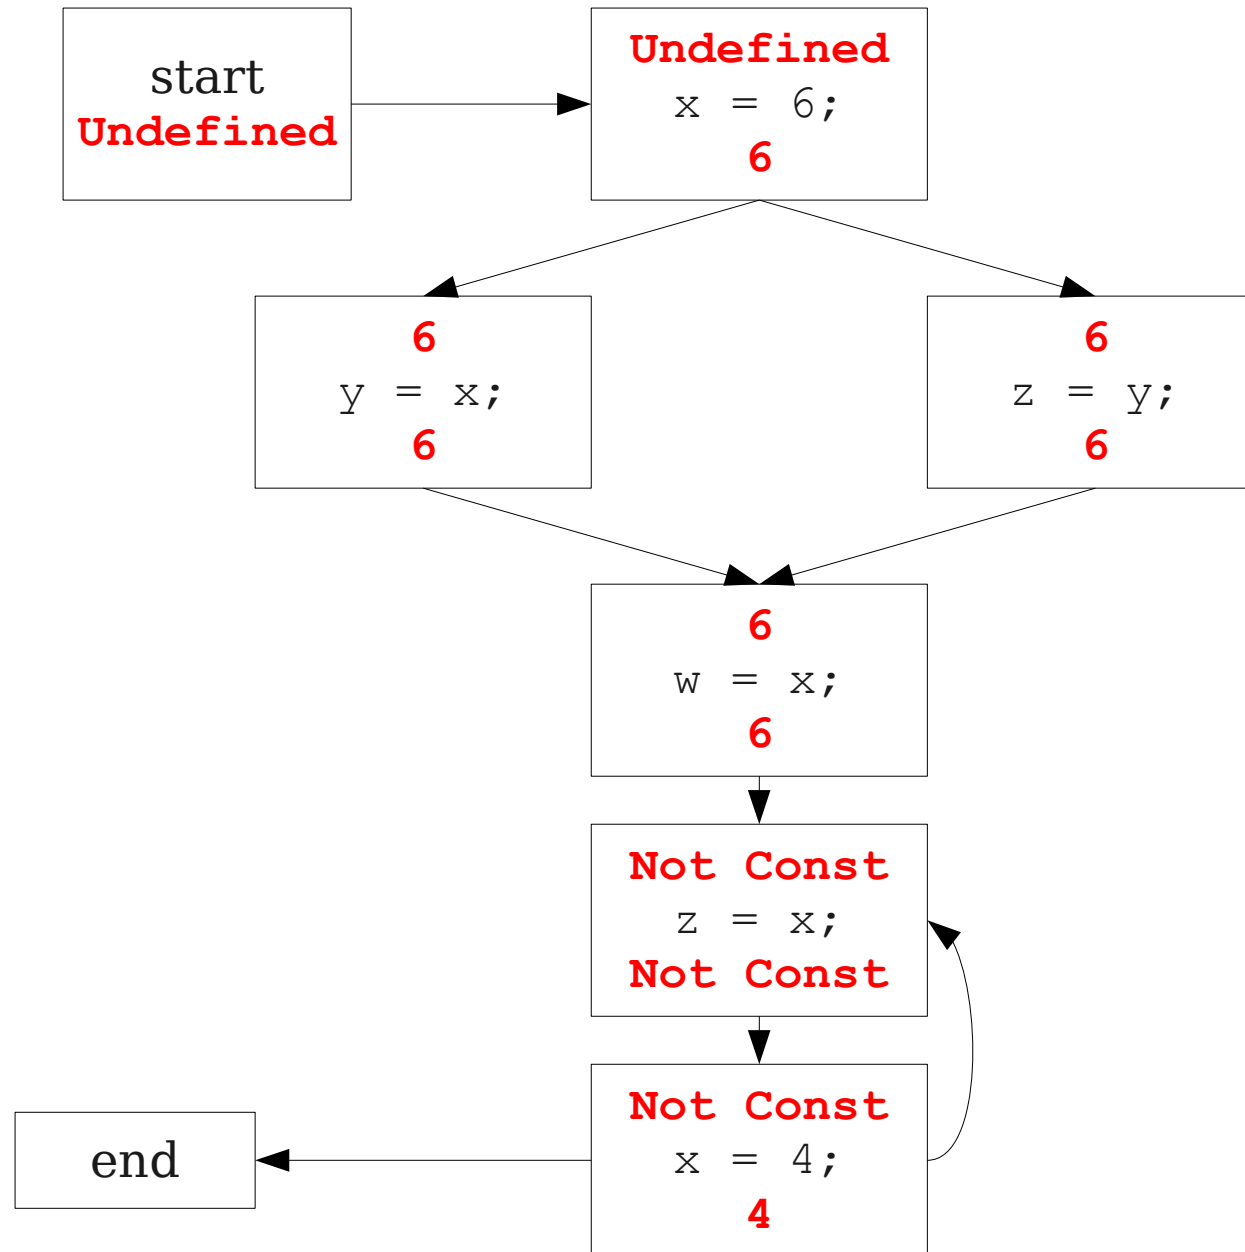 start
Undefined
Undefined
x = 6;
6
6
y = x;
6
6
z = y;
6
6
w = x;
6
Not Const
z = x;
Not Const
Not Const
x = 4;
4
end